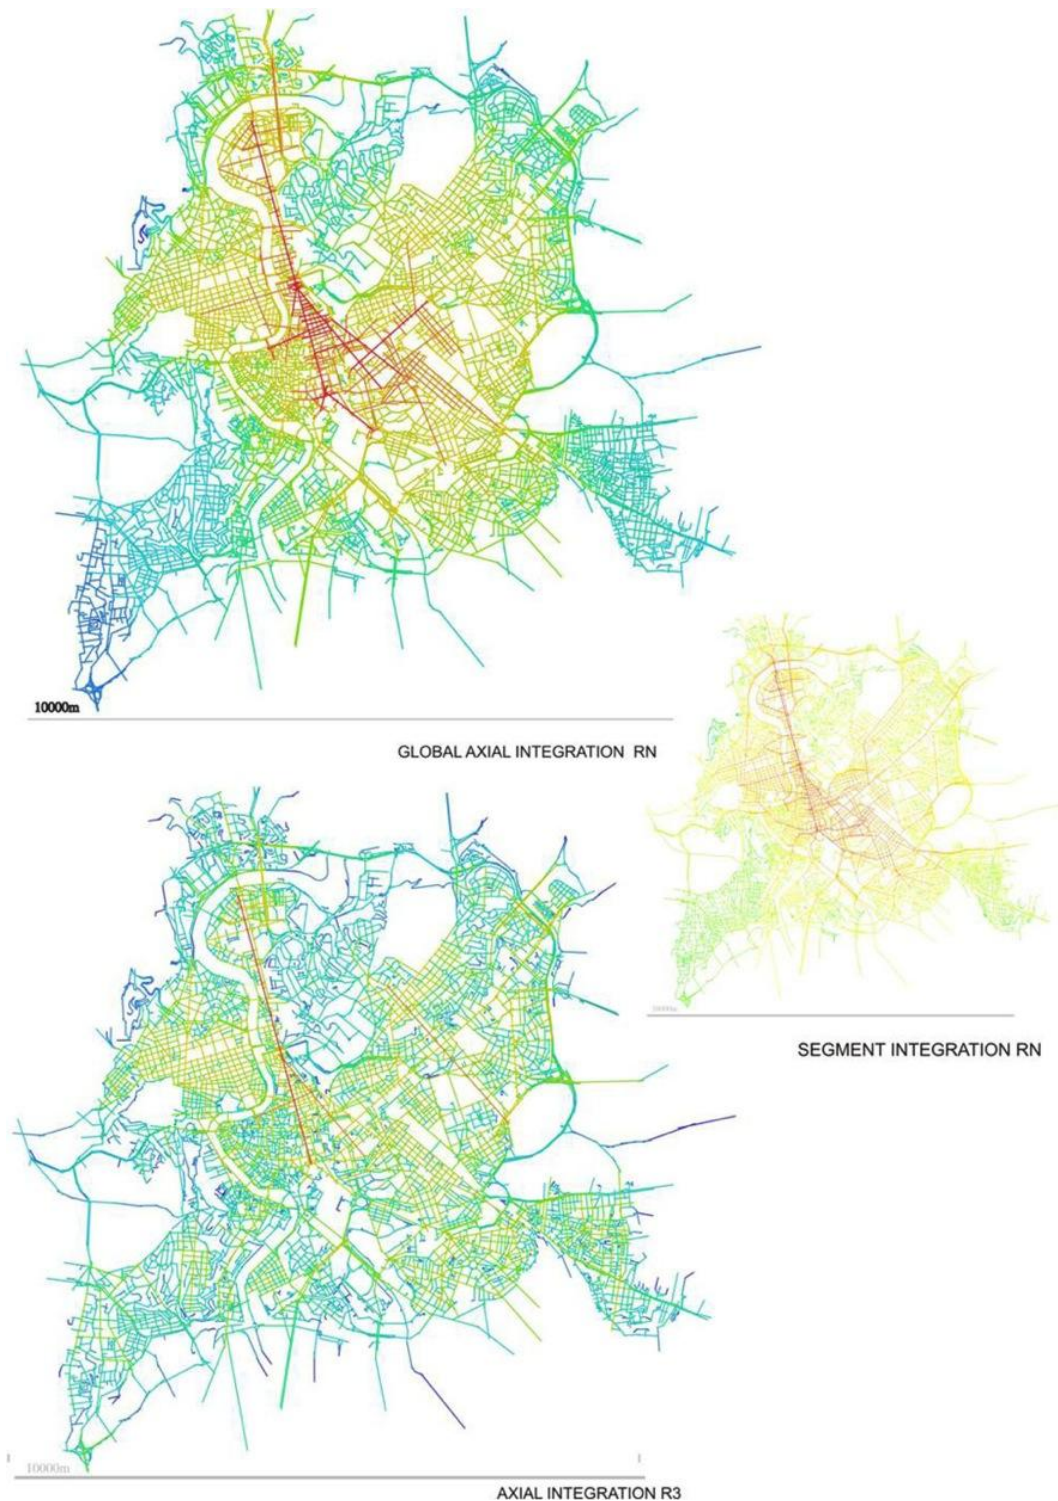 10000m
GLOBAL AXIAL INTEGRATION RN
SEGMENT INTEGRATION RN
10000m
AXIAL INTEGRATION R3